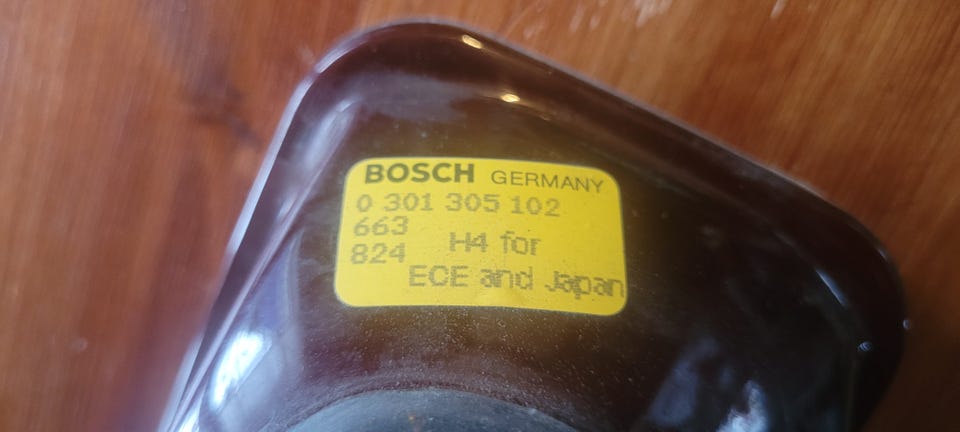 BOSCH GERMANY
0 301 305 102
663
824 H4 for
ECE and Japan